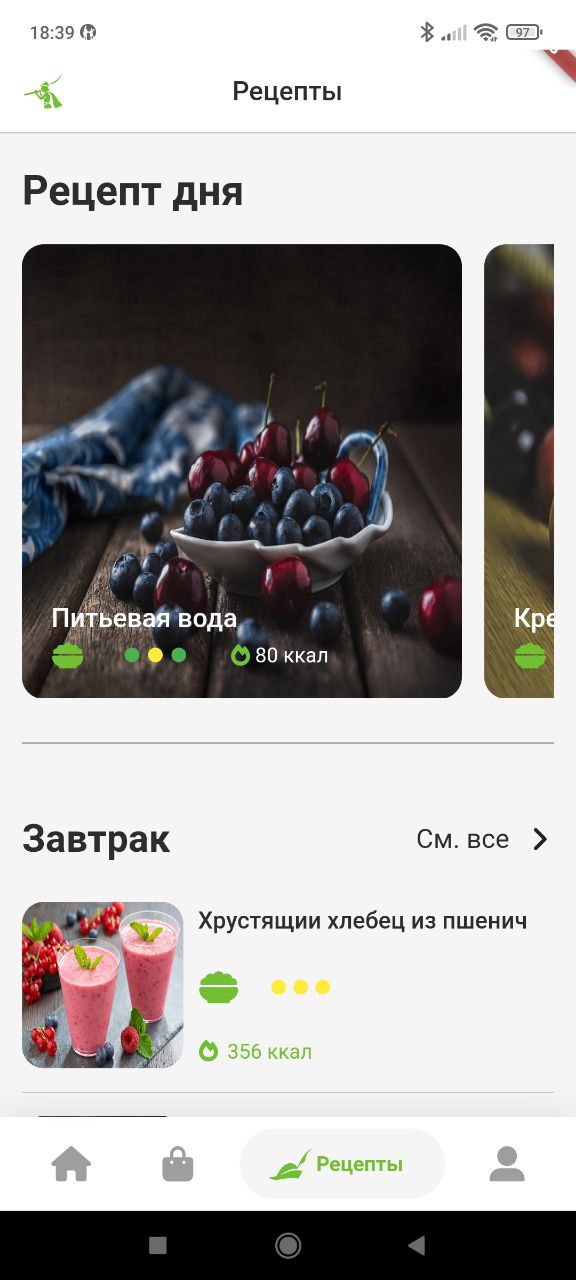 18:39
97
Рецепты
Рецепт дня
Питьевая вода
80 ккал
Кре
Завтрак
См. все
Хрустящии хлебец из пшенич
356 ккал
Рецепты